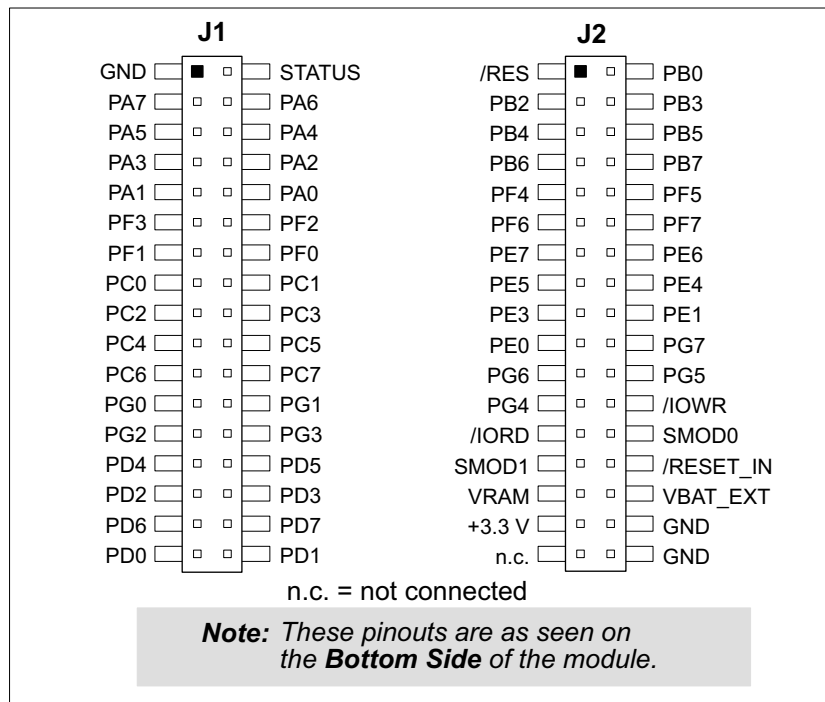 J1 J2
GND STATUS /RES PB0
PA7 PA6 PB2 PB3
PA5 PA4 PB4 PB5
PA3 PA2 PB6 PB7
PA1 PA0 PF4 PF5
PF3 PF2 PF6 PF7
PF1 PF0 PE7 PE6
PC0 PC1 PE5 PE4
PC2 PC3 PE3 PE1
PC4 PC5 PE0 PG7
PC6 PC7 PG6 PG5
PG0 PG1 PG4 /IOWR
PG2 PG3 /IORD SMOD0
PD4 PD5 SMOD1 /RESET_IN
PD2 PD3 VRAM VBAT_EXT
PD6 PD7 +3.3 V GND
PD0 PD1 n.c. GND
n.c. = not connected
Note: These pinouts are as seen on
the Bottom Side of the module.